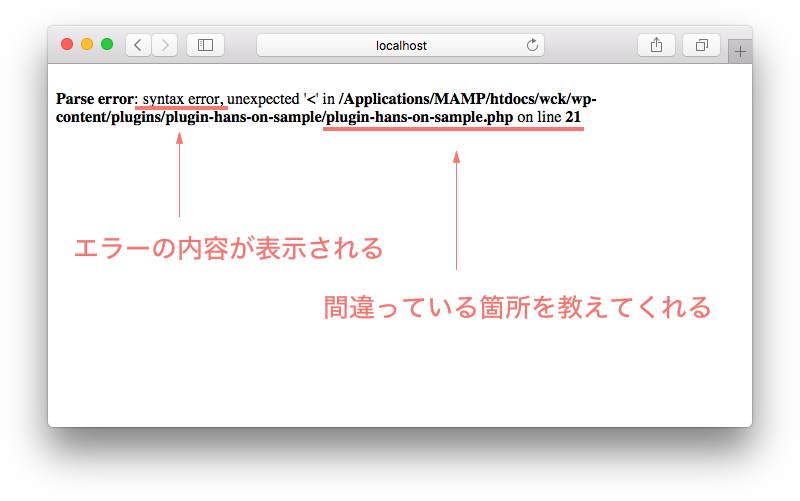 localhost
Parse error: syntax error, unexpected '<' in /Applications/MAMP/htdocs/wck/wp-
content/plugins/plugin-hans-on-sample/plugin-hans-on-sample.php on line 21
エラーの内容が表示される
間違っている箇所を教えてくれる